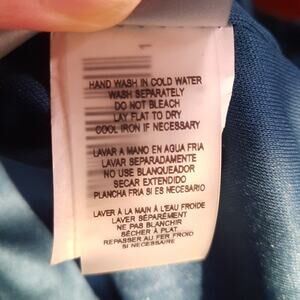 1
HAND WASH IN COLD WATER
WASH SEPARATELY
DO NOT BLEACH
LAY FLAT TO DRY
COOL IRON IF NECESSARY
LAVAR A MANO EN AGUA FRIA
LAVAR SEPARADAMENTE
NO USE BLANQUEADOR
SECAR EXTENDIDO
PLANCHA FRIA SI ES NECESARIO
LAVER À LA MAIN À L'EAU FROIDE
LAVER SÉPARÉMENT
NE PAS BLANCHIR
SÉCHER À PLAT
REPASSER AU FER FROID
SI NÉCESSAIRE